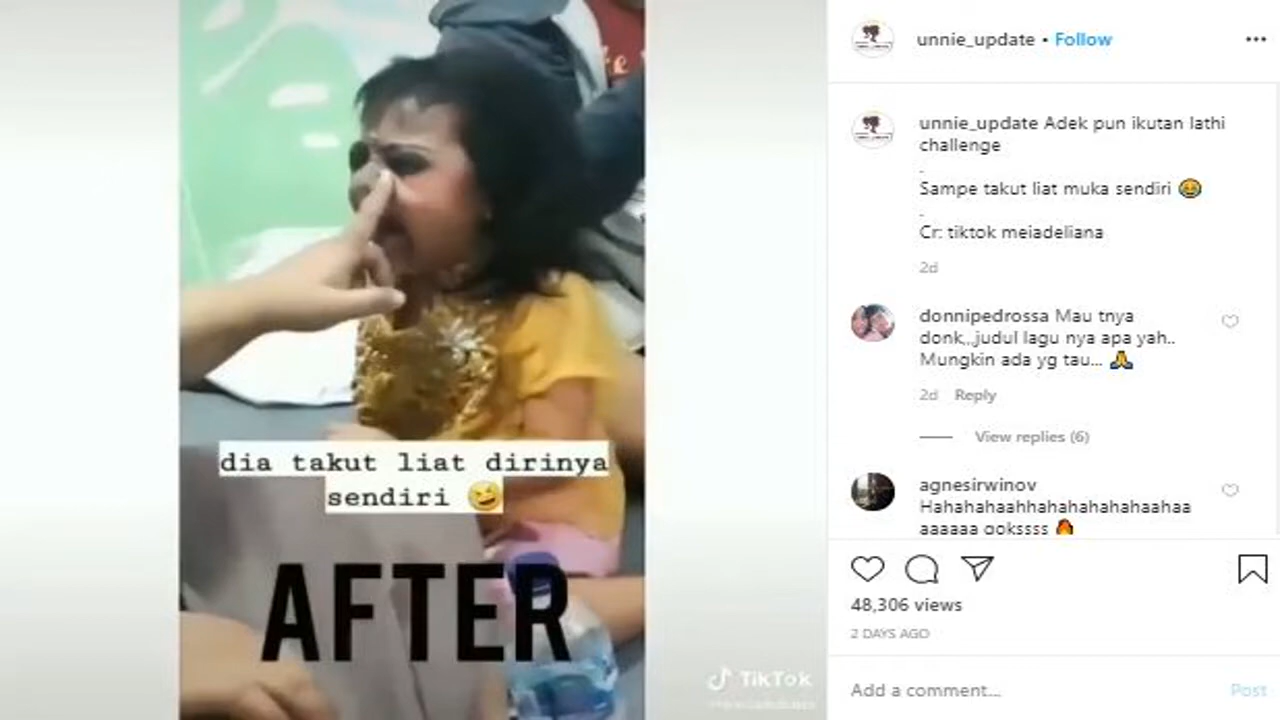 dia takut liat dirinya
sendiri 😆
AFTER
TikTok
unnie_update • Follow
unnie_update Adek pun ikutan lathi
challenge
.
Sampe takut liat muka sendiri 😂
.
Cr: tiktok meiadeliana
2d
donnipedrossa Mau tnya
donk,,.judul lagu nya apa yah..
Mungkin ada yg tau... 🙏
2d Reply
View replies (6)
agnesirwinov
Hahahahaahhahahahahahaahaa
aaaaaa gokssss 🔥
48,306 views
2 DAYS AGO
Add a comment... Post